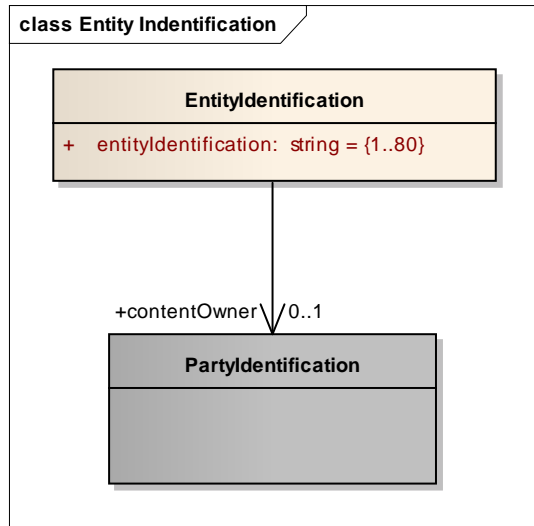 class Entity Indentification
EntityIdentification
+ entityIdentification: string = {1..80}
+contentOwner 0..1
PartyIdentification